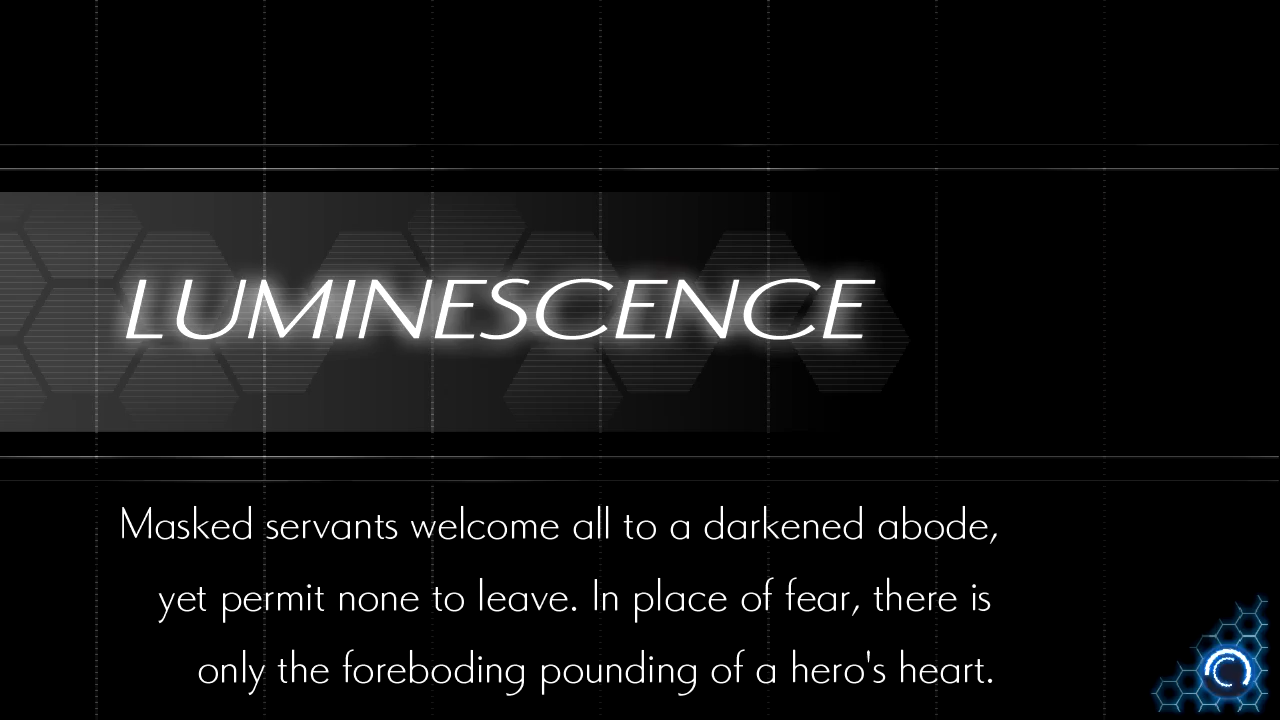 LUMINESCENCE
Masked servants welcome all to a darkened abode,
yet permit none to leave. In place of fear, there is
only the foreboding pounding of a hero's heart.